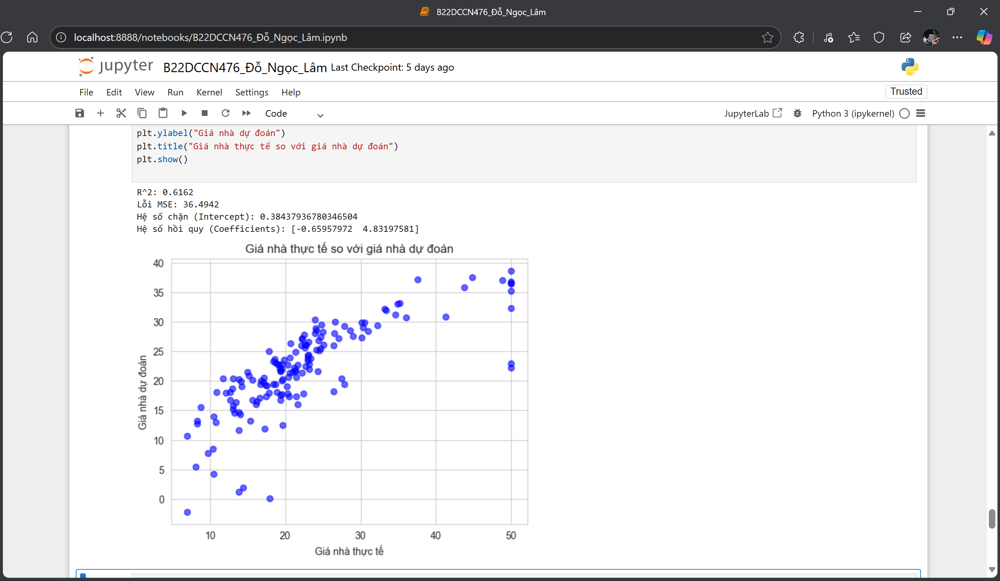 B22DCCN476_Đỗ_Ngọc_Lâm
localhost:8888/notebooks/B22DCCN476_Đỗ_Ngọc_Lâm.ipynb
jupyter B22DCCN476_Đỗ_Ngọc_Lâm Last Checkpoint: 5 days ago
File Edit View Run Kernel Settings Help Trusted
Code JupyterLab Python 3 (ipykernel)
plt.ylabel("Giá nhà dự đoán")
plt.title("Giá nhà thực tế so với giá nhà dự đoán")
plt.show()
R^2: 0.6162
Lỗi MSE: 36.4942
Hệ số chặn (Intercept): 0.38437936780346504
Hệ số hồi quy (Coefficients): [-0.65957972  4.83197581]
Giá nhà thực tế so với giá nhà dự đoán
40
35
30
25
20
15
10
5
0
Giá nhà dự đoán
10 20 30 40 50
Giá nhà thực tế